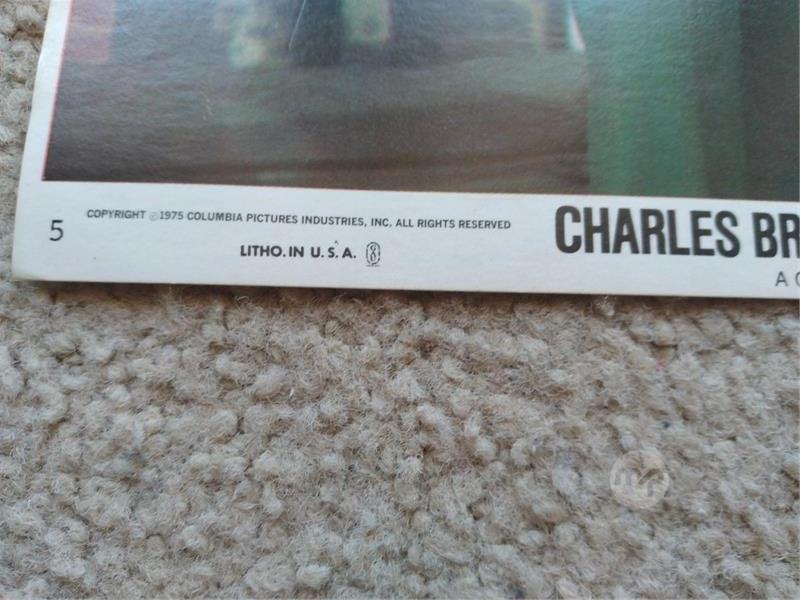 5
COPYRIGHT ©1975 COLUMBIA PICTURES INDUSTRIES, INC. ALL RIGHTS RESERVED
LITHO. IN U. S. A.
CHARLES BR
A